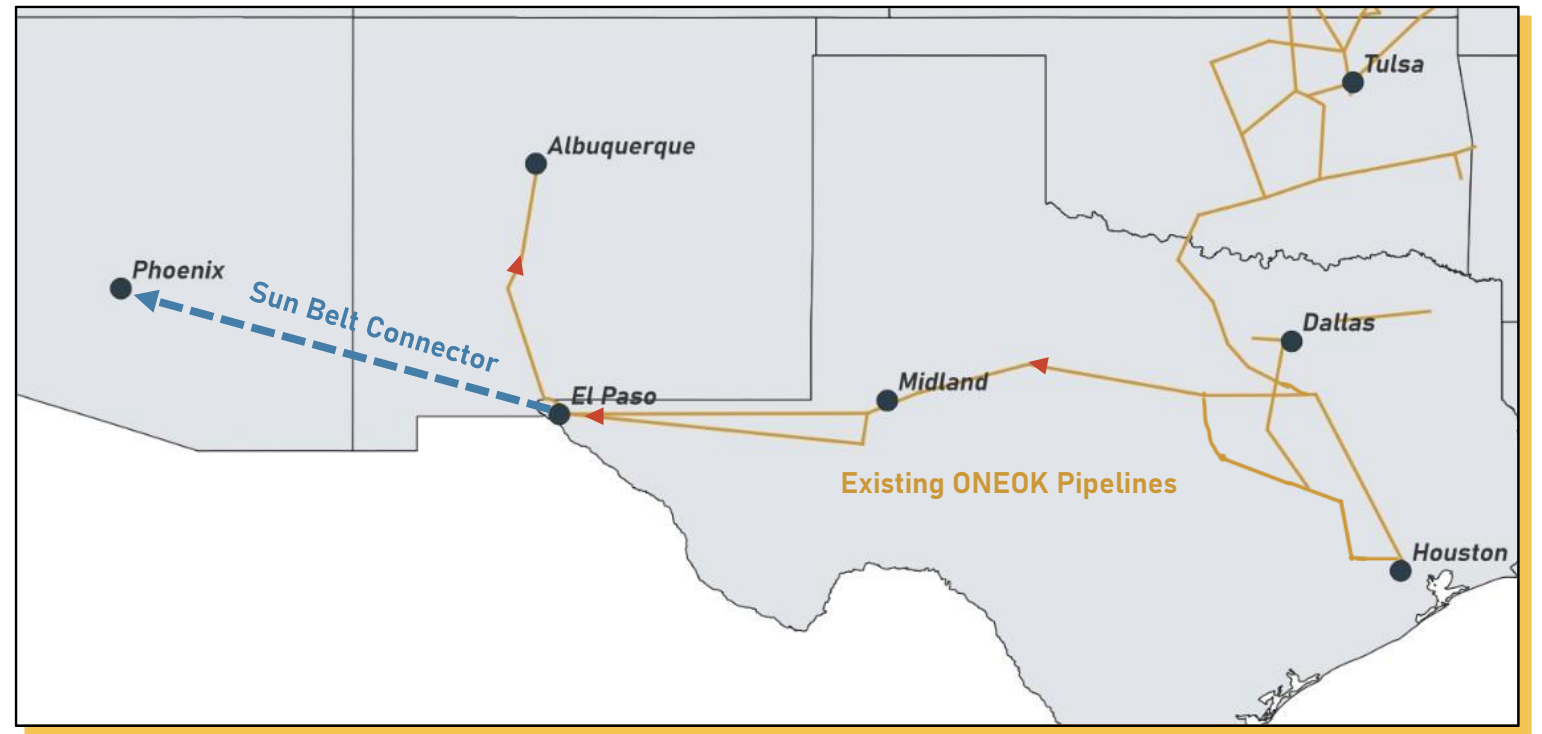 Tulsa
Albuquerque
Phoenix
Sun Belt Connector
Dallas
Midland
El Paso
Existing ONEOK Pipelines
Houston